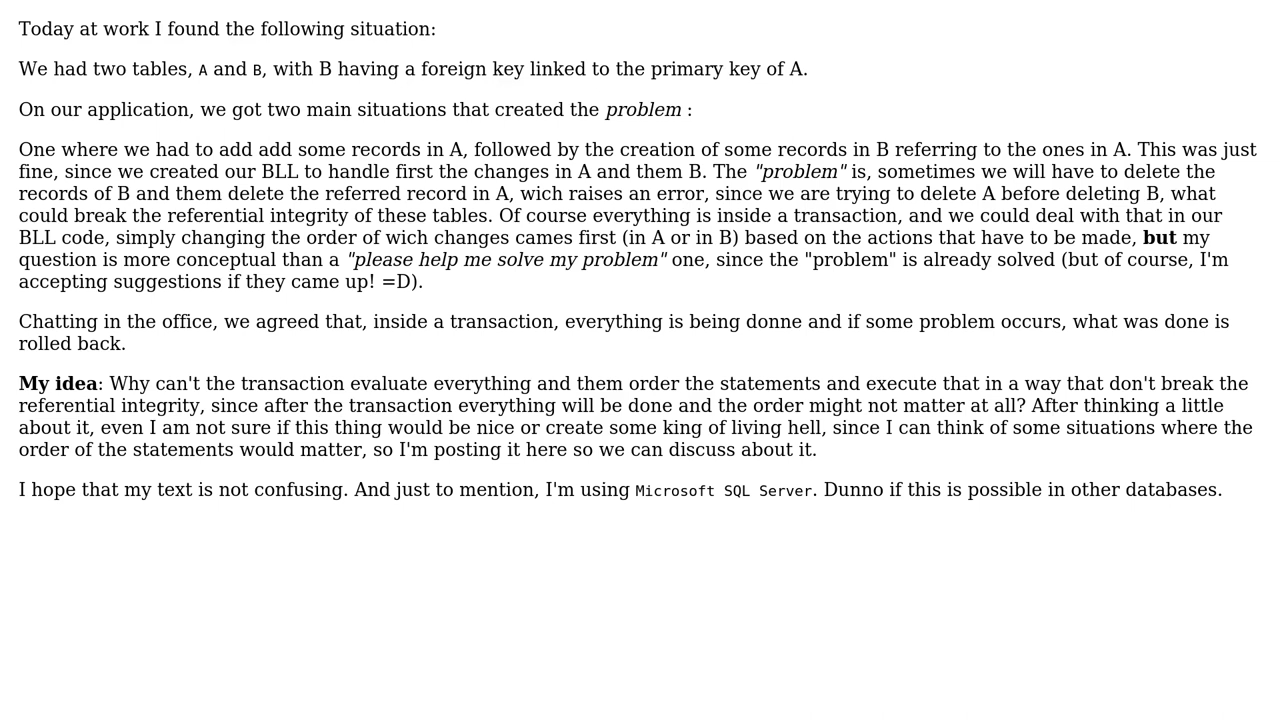 Today at work I found the following situation:
We had two tables, A and B, with B having a foreign key linked to the primary key of A.
On our application, we got two main situations that created the problem :
One where we had to add add some records in A, followed by the creation of some records in B referring to the ones in A. This was just
fine, since we created our BLL to handle first the changes in A and them B. The "problem" is, sometimes we will have to delete the
records of B and them delete the referred record in A, wich raises an error, since we are trying to delete A before deleting B, what
could break the referential integrity of these tables. Of course everything is inside a transaction, and we could deal with that in our
BLL code, simply changing the order of wich changes cames first (in A or in B) based on the actions that have to be made, but my
question is more conceptual than a "please help me solve my problem" one, since the "problem" is already solved (but of course, I'm
accepting suggestions if they came up! =D).
Chatting in the office, we agreed that, inside a transaction, everything is being donne and if some problem occurs, what was done is
rolled back.
My idea: Why can't the transaction evaluate everything and them order the statements and execute that in a way that don't break the
referential integrity, since after the transaction everything will be done and the order might not matter at all? After thinking a little
about it, even I am not sure if this thing would be nice or create some king of living hell, since I can think of some situations where the
order of the statements would matter, so I'm posting it here so we can discuss about it.
I hope that my text is not confusing. And just to mention, I'm using Microsoft SQL Server. Dunno if this is possible in other databases.